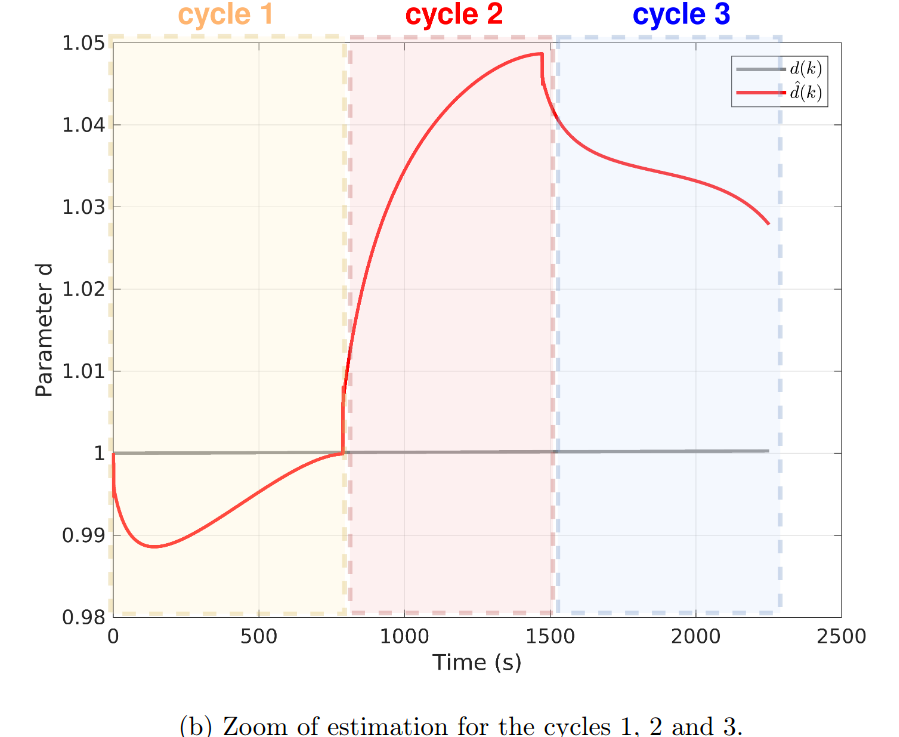 cycle 1 cycle 2 cycle 3
1.05
1.04
1.03
1.02
1.01
1
0.99
0.98
Parameter d
d(k)
d̂(k)
0 500 1000 1500 2000 2500
Time (s)
(b) Zoom of estimation for the cycles 1, 2 and 3.